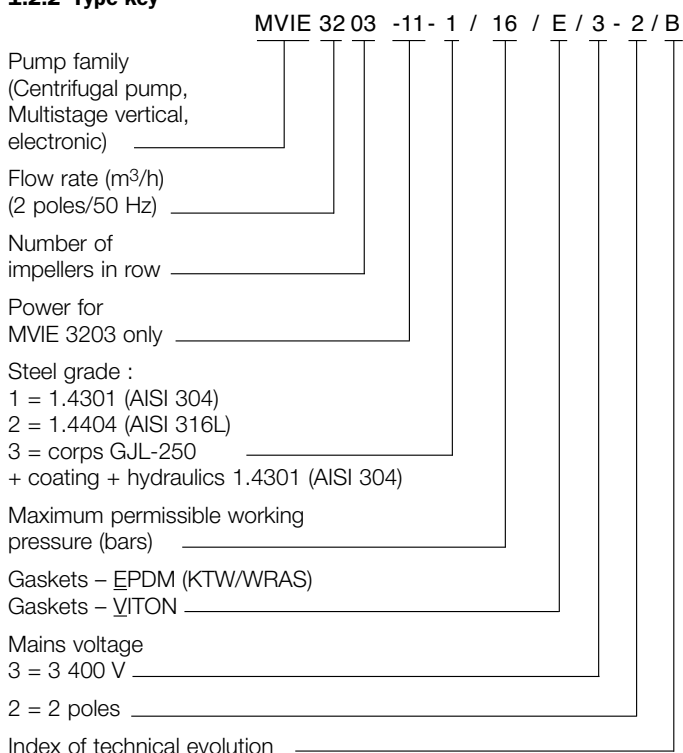 1.2.2 Type key
MVIE 32 03 -11- 1 / 16 / E / 3 - 2 / B
Pump family
(Centrifugal pump,
Multistage vertical,
electronic)
Flow rate (m³/h)
(2 poles/50 Hz)
Number of
impellers in row
Power for
MVIE 3203 only
Steel grade :
1 = 1.4301 (AISI 304)
2 = 1.4404 (AISI 316L)
3 = corps GJL-250
+ coating + hydraulics 1.4301 (AISI 304)
Maximum permissible working
pressure (bars)
Gaskets – EPDM (KTW/WRAS)
Gaskets – VITON
Mains voltage
3 = 3 400 V
2 = 2 poles
Index of technical evolution